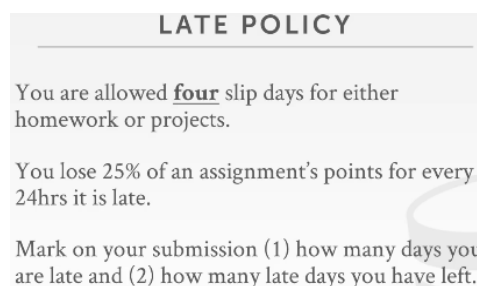 LATE POLICY
You are allowed four slip days for either
homework or projects.
You lose 25% of an assignment’s points for every
24hrs it is late.
Mark on your submission (1) how many days you
are late and (2) how many late days you have left.